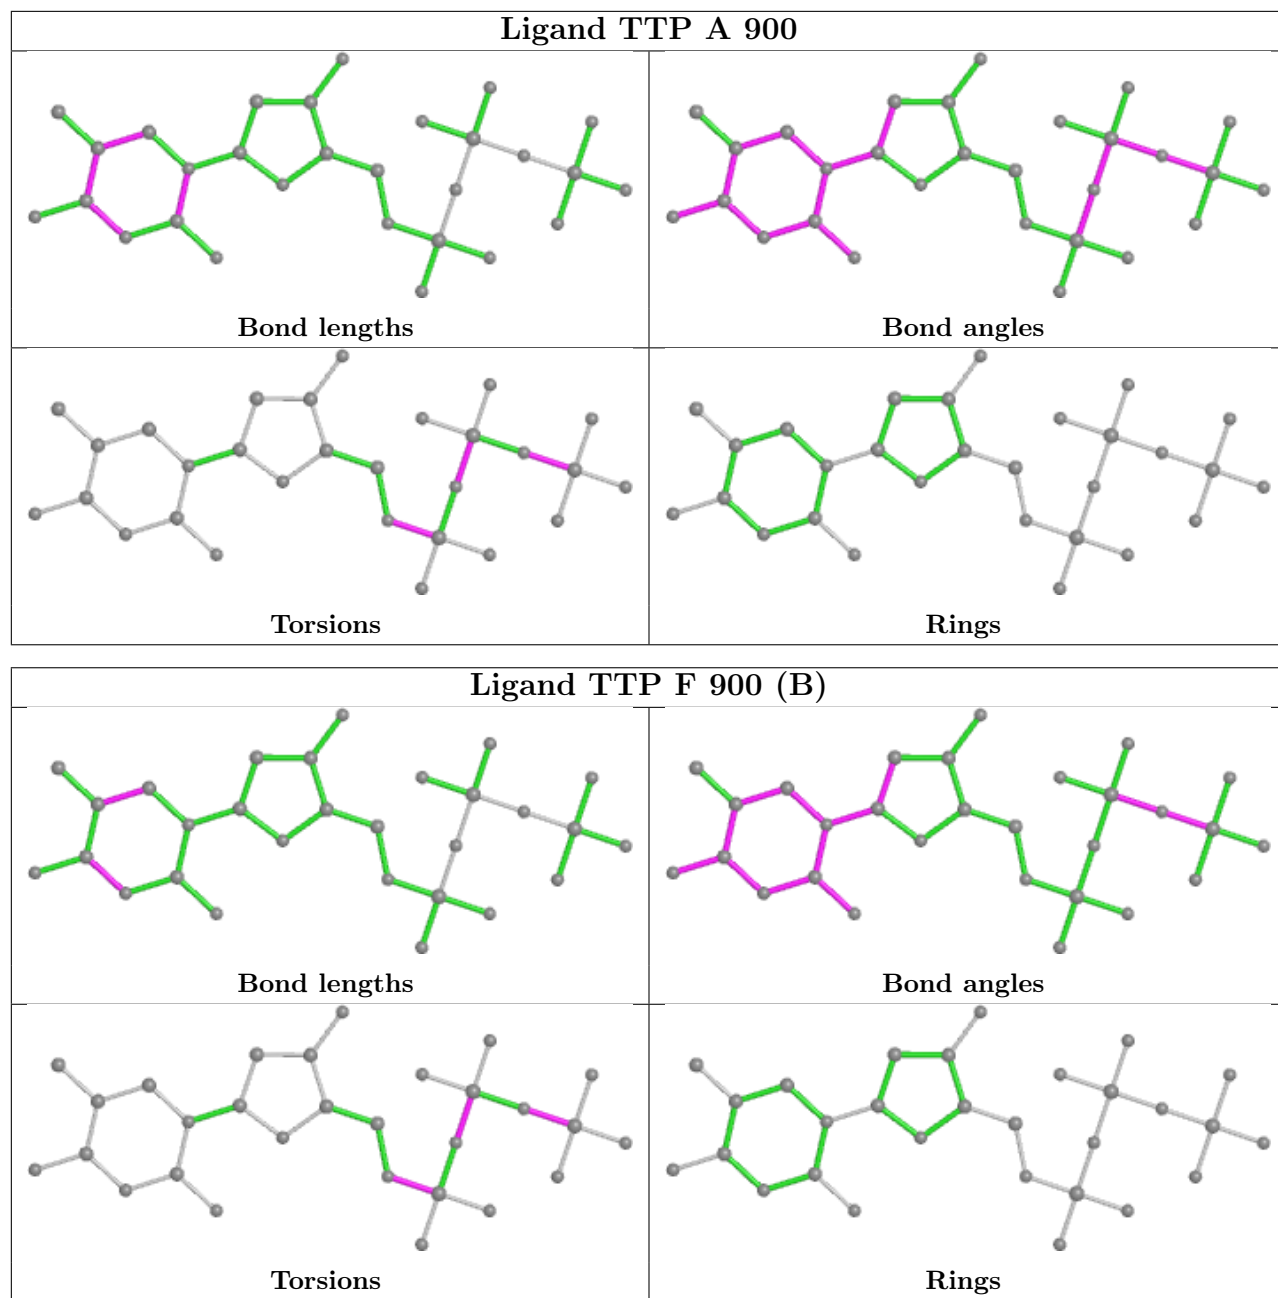 Ligand TTP A 900
Bond lengths
Bond angles
Torsions
Rings
Ligand TTP F 900 (B)
Bond lengths
Bond angles
Torsions
Rings